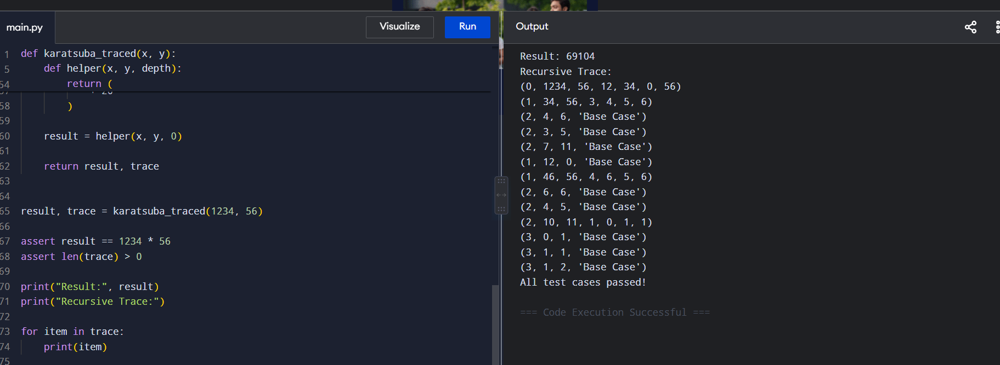 main.py
Visualize
Run
1 def karatsuba_traced(x, y):
5 def helper(x, y, depth):
54 return (
58 )
59
60 result = helper(x, y, 0)
61
62 return result, trace
63
64
65 result, trace = karatsuba_traced(1234, 56)
66
67 assert result == 1234 * 56
68 assert len(trace) > 0
69
70 print("Result:", result)
71 print("Recursive Trace:")
72
73 for item in trace:
74 print(item)
75
Output
Result: 69104
Recursive Trace:
(0, 1234, 56, 12, 34, 0, 56)
(1, 34, 56, 3, 4, 5, 6)
(2, 4, 6, 'Base Case')
(2, 3, 5, 'Base Case')
(2, 7, 11, 'Base Case')
(1, 12, 0, 'Base Case')
(1, 46, 56, 4, 6, 5, 6)
(2, 6, 6, 'Base Case')
(2, 4, 5, 'Base Case')
(2, 10, 11, 1, 0, 1, 1)
(3, 0, 1, 'Base Case')
(3, 1, 1, 'Base Case')
(3, 1, 2, 'Base Case')
All test cases passed!
=== Code Execution Successful ===